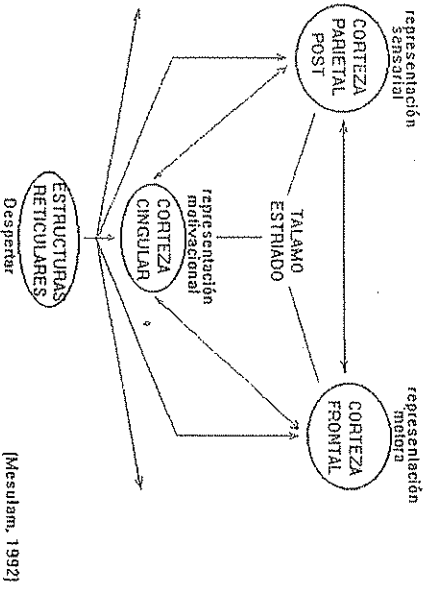 representación
sensorial
CORTEZA
PARIETAL
POST
representación
motora
CORTEZA
FRONTAL
TALAMO
ESTRIADO
representación
motivacional
CORTEZA
CINGULAR
ESTRUCTURAS
RETICULARES
Despertar
(Mesulam, 1992)